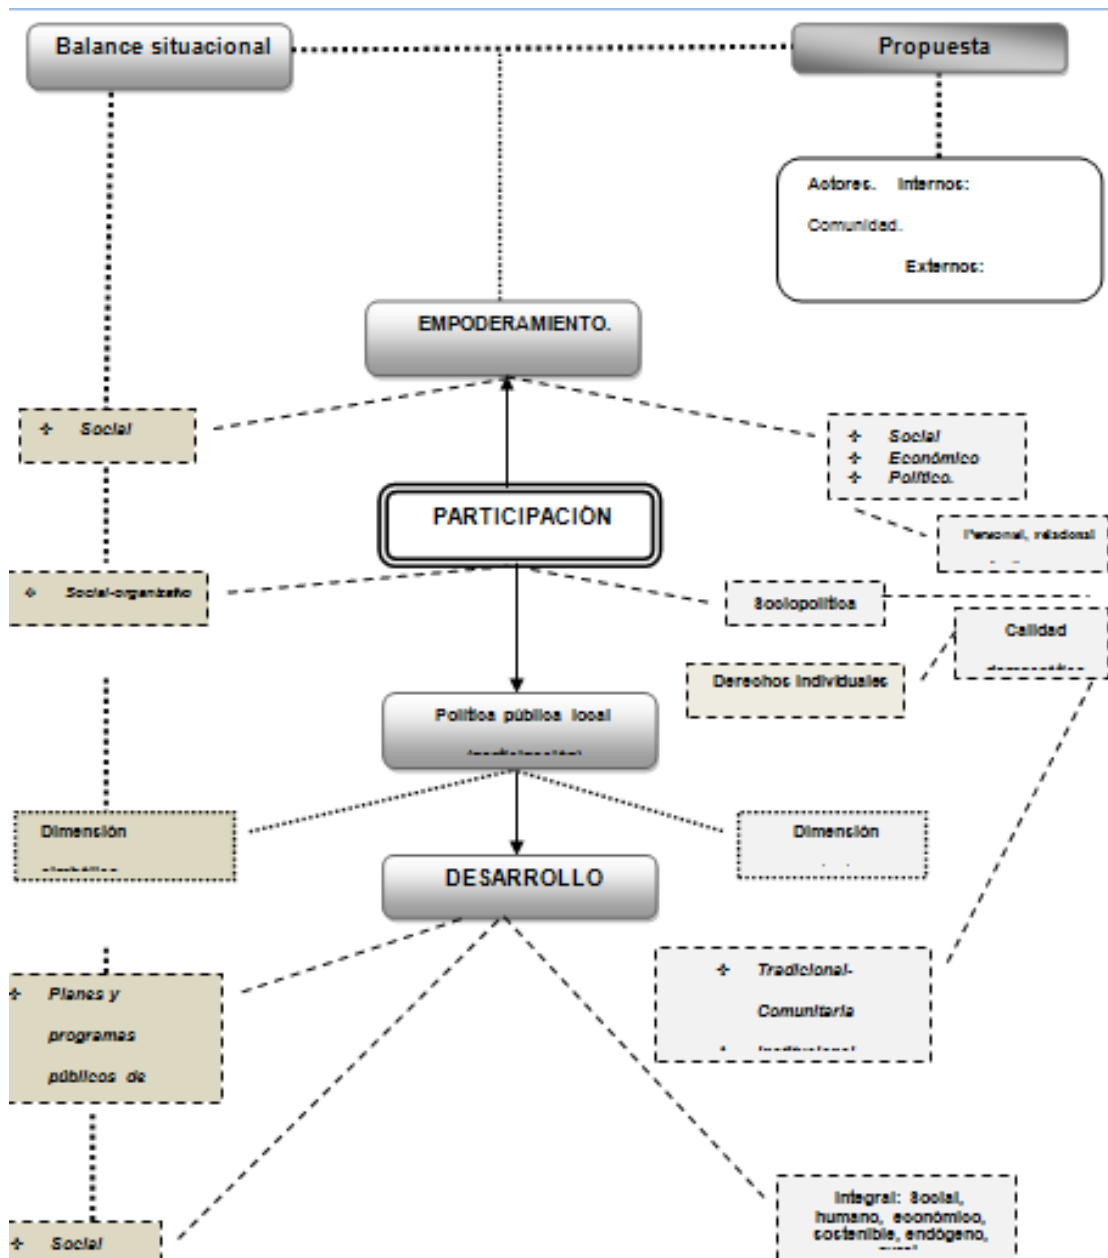 Balance situacional
Propuesta
Actores. Internos:
Comunidad.
Externos:
EMPODERAMIENTO.
Social
Social
Económico
Político.
PARTICIPACIÓN
Personal, relacional
Social-organizativo
Sociopolítica
Calidad
Derechos individuales
Política pública local
(participación)
Dimensión
Dimensión
DESARROLLO
Planes y
programas
públicos de
Tradicional-
Comunitaria
Institucional
Social
Integral: Social,
humano, económico,
sostenible, endógeno,